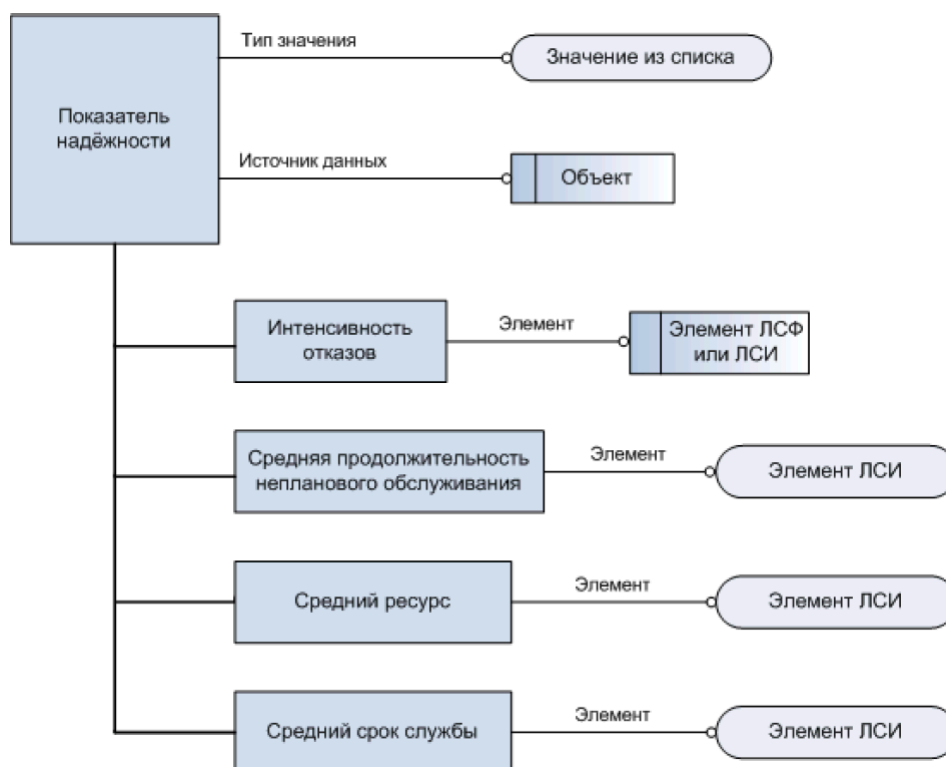 Тип значения
Значение из списка
Показатель
надёжности
Источник данных
Объект
Интенсивность
отказов
Элемент
Элемент ЛСФ
или ЛСИ
Средняя продолжительность
непланового обслуживания
Элемент
Элемент ЛСИ
Средний ресурс
Элемент
Элемент ЛСИ
Средний срок службы
Элемент
Элемент ЛСИ